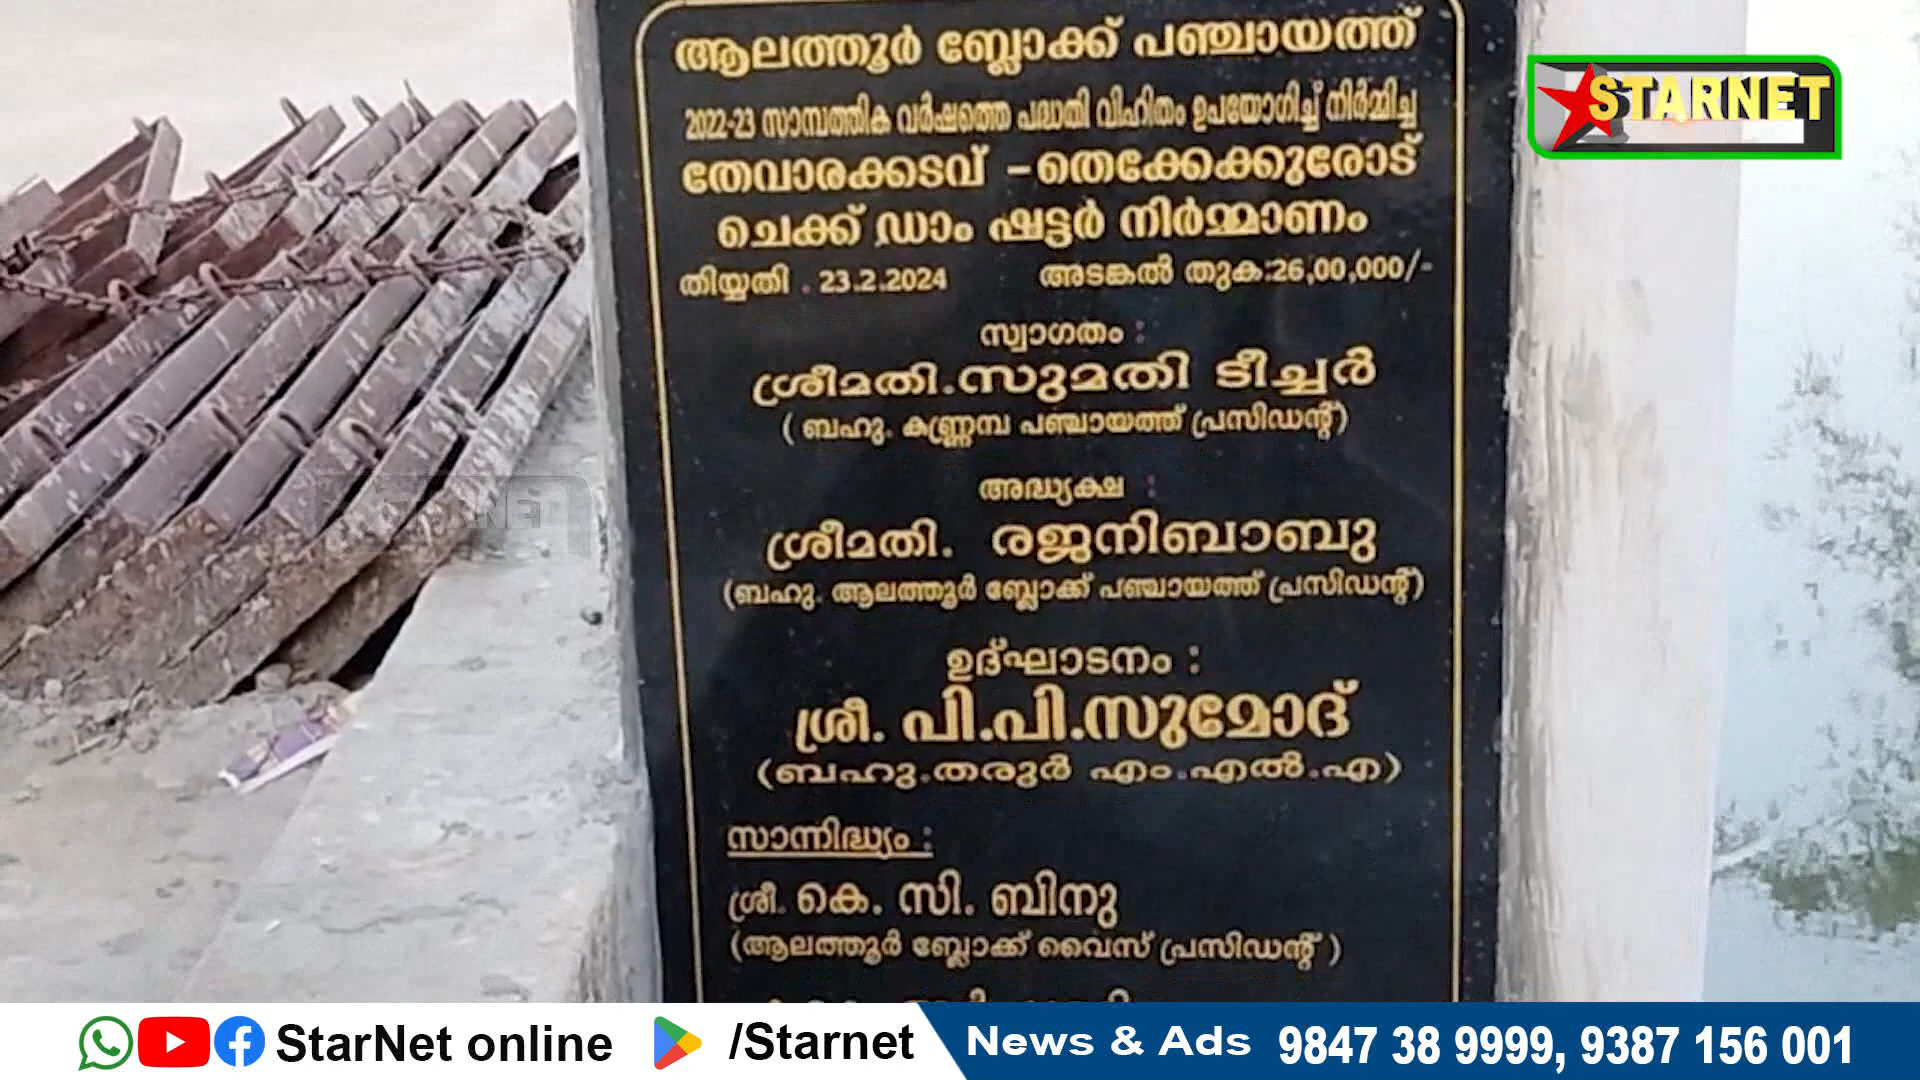 ആലത്തൂർ ബ്ലോക്ക് പഞ്ചായത്ത്
2022-23 സാമ്പത്തിക വർഷത്തെ പദ്ധതി വിഹിതം ഉപയോഗിച്ച് നിർമ്മിച്ച
തേവാരക്കടവ് - തെക്കേക്കുരോട്
ചെക്ക് ഡാം ഷട്ടർ നിർമ്മാണം
തിയ്യതി . 23.2.2024 അടങ്കൽ തുക:26,00,000/-
സ്വാഗതം :
ശ്രീമതി.സുമതി ടീച്ചർ
( ബഹു. കണ്ണമ്പ്ര പഞ്ചായത്ത് പ്രസിഡന്റ് )
അദ്ധ്യക്ഷ :
ശ്രീമതി. രജനിബാബു
(ബഹു. ആലത്തൂർ ബ്ലോക്ക് പഞ്ചായത്ത് പ്രസിഡന്റ്)
ഉദ്ഘാടനം :
ശ്രീ. പി.പി.സുമോദ്
(ബഹു.തരൂർ എം.എൽ.എ)
സാന്നിദ്ധ്യം :
ശ്രീ. കെ. സി. ബിനു
(ആലത്തൂർ ബ്ലോക്ക് വൈസ് പ്രസിഡന്റ് )
STARNET
STARNET
StarNet online
/Starnet
News & Ads 9847 38 9999, 9387 156 001